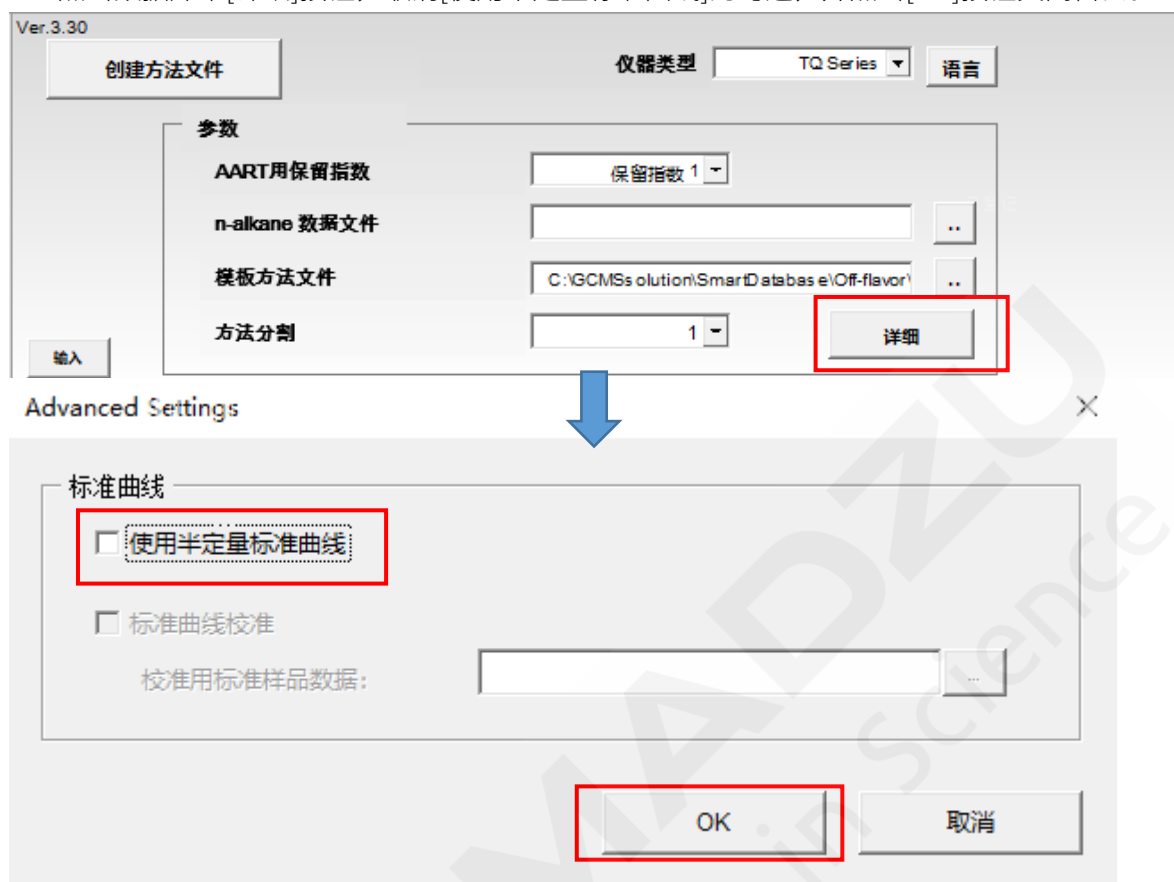 Ver.3.30
创建方法文件
仪器类型
TQ Series
语言
参数
AART用保留指数
保留指数 1
n-alkane 数据文件
..
模板方法文件
C:\GCMSsolution\SmartDatabase\Off-flavor\
..
方法分割
1
详细
输入
Advanced Settings
标准曲线
使用半定量标准曲线
标准曲线校准
校准用标准样品数据:
...
OK
取消
MADZU
in Science